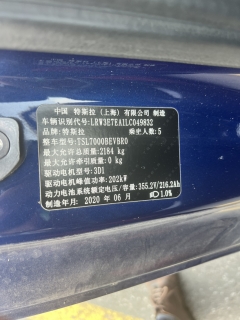 中国 特斯拉（上海）有限公司 制造
车辆识别代号: LRW3E7EA1LC049832
品牌: 特斯拉 乘坐人数: 5
整车型号: TSL7000BEVBR0
最大允许总质量: 2184 kg
最大允许牵引质量: 0 kg
驱动电机型号: 3D1
驱动电机峰值功率: 202kW
动力电池系统额定电压/容量: 355.2V/216.2Ah
制造年月: 2020 年 06 月 1.0%